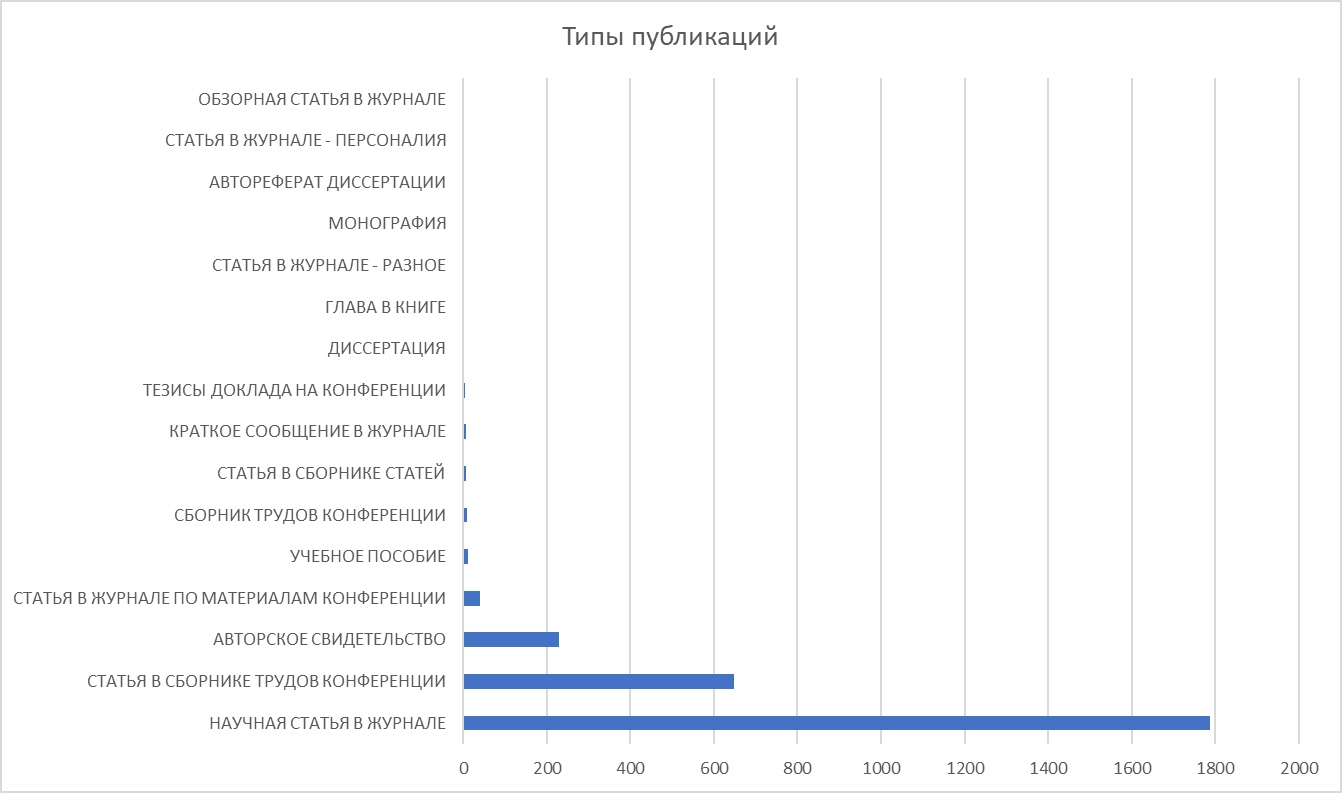 Типы публикаций
ОБЗОРНАЯ СТАТЬЯ В ЖУРНАЛЕ
СТАТЬЯ В ЖУРНАЛЕ - ПЕРСОНАЛИЯ
АВТОРЕФЕРАТ ДИССЕРТАЦИИ
МОНОГРАФИЯ
СТАТЬЯ В ЖУРНАЛЕ - РАЗНОЕ
ГЛАВА В КНИГЕ
ДИССЕРТАЦИЯ
ТЕЗИСЫ ДОКЛАДА НА КОНФЕРЕНЦИИ
КРАТКОЕ СООБЩЕНИЕ В ЖУРНАЛЕ
СТАТЬЯ В СБОРНИКЕ СТАТЕЙ
СБОРНИК ТРУДОВ КОНФЕРЕНЦИИ
УЧЕБНОЕ ПОСОБИЕ
СТАТЬЯ В ЖУРНАЛЕ ПО МАТЕРИАЛАМ КОНФЕРЕНЦИИ
АВТОРСКОЕ СВИДЕТЕЛЬСТВО
СТАТЬЯ В СБОРНИКЕ ТРУДОВ КОНФЕРЕНЦИИ
НАУЧНАЯ СТАТЬЯ В ЖУРНАЛЕ
0 200 400 600 800 1000 1200 1400 1600 1800 2000